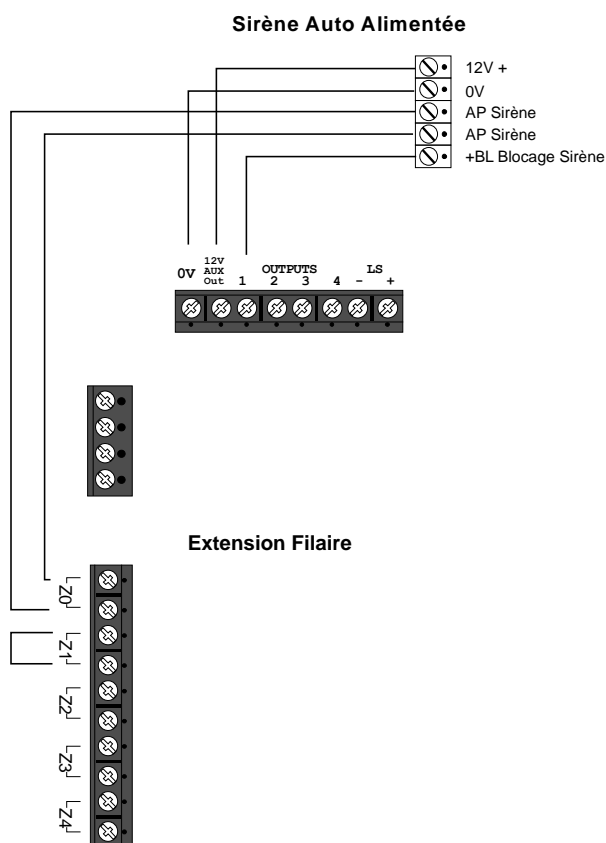 Sirène Auto Alimentée
12V +
0V
AP Sirène
AP Sirène
+BL Blocage Sirène
0V
12V
AUX
Out
OUTPUTS
LS
1 2 3 4 - +
Extension Filaire
Z0
Z1
Z2
Z3
Z4